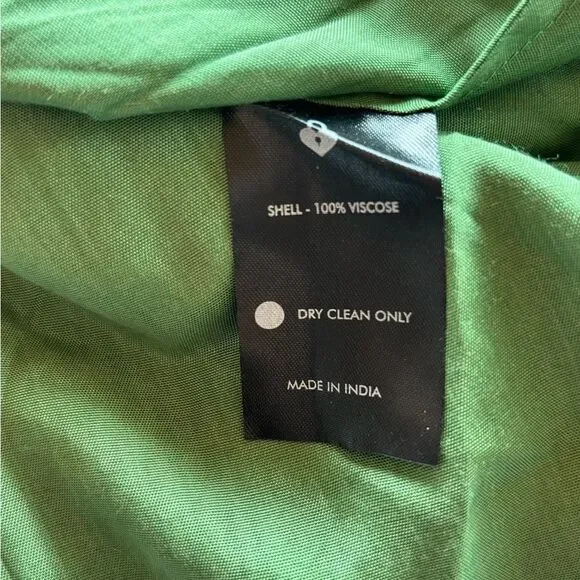 SHELL - 100% VISCOSE
DRY CLEAN ONLY
MADE IN INDIA